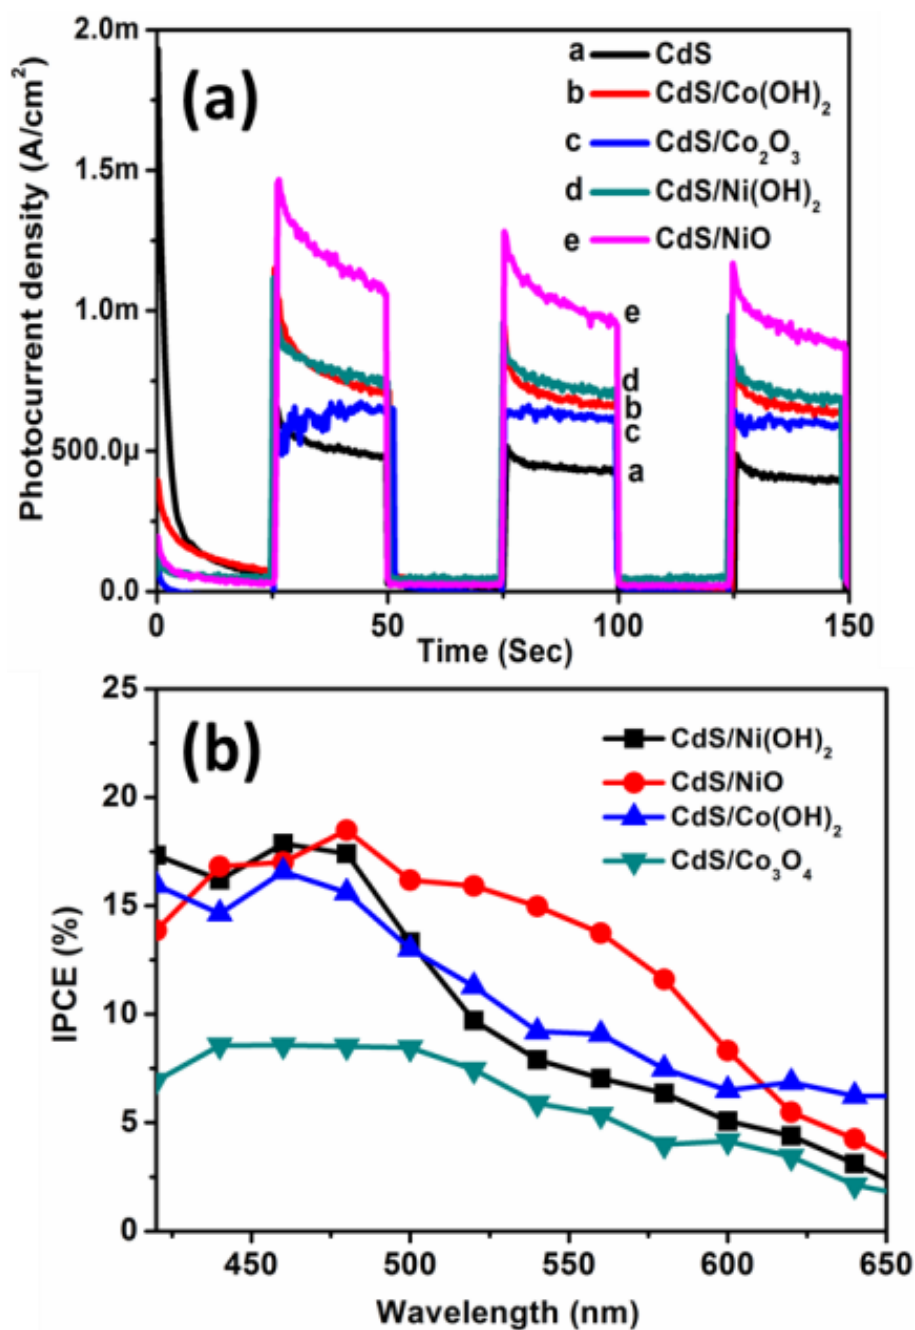 2.0m
1.5m
1.0m
500.0μ
0.0
Photocurrent density (A/cm²)
(a)
a CdS
b CdS/Co(OH)₂
c CdS/Co₂O₃
d CdS/Ni(OH)₂
e CdS/NiO
e
d
b
c
a
0 50 100 150
Time (Sec)
25
20
15
10
5
0
IPCE (%)
(b)
CdS/Ni(OH)₂
CdS/NiO
CdS/Co(OH)₂
CdS/Co₃O₄
450 500 550 600 650
Wavelength (nm)